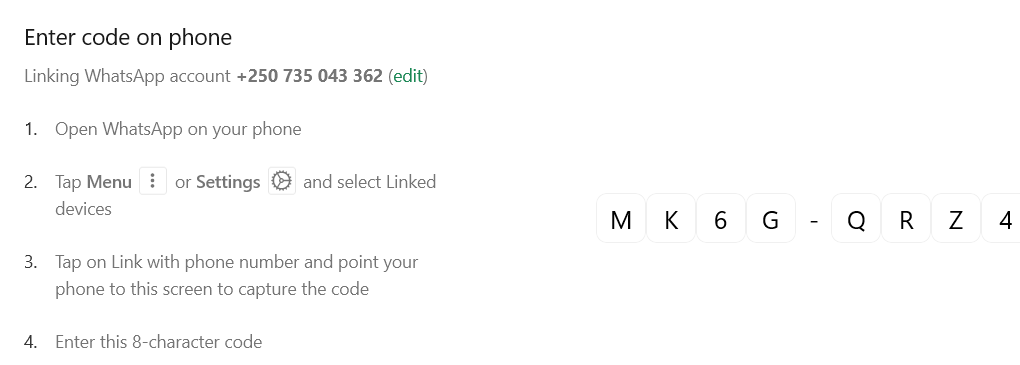 Enter code on phone
Linking WhatsApp account +250 735 043 362 (edit)
1. Open WhatsApp on your phone
2. Tap Menu or Settings and select Linked
devices
M K 6 G - Q R Z 4
3. Tap on Link with phone number and point your
phone to this screen to capture the code
4. Enter this 8-character code